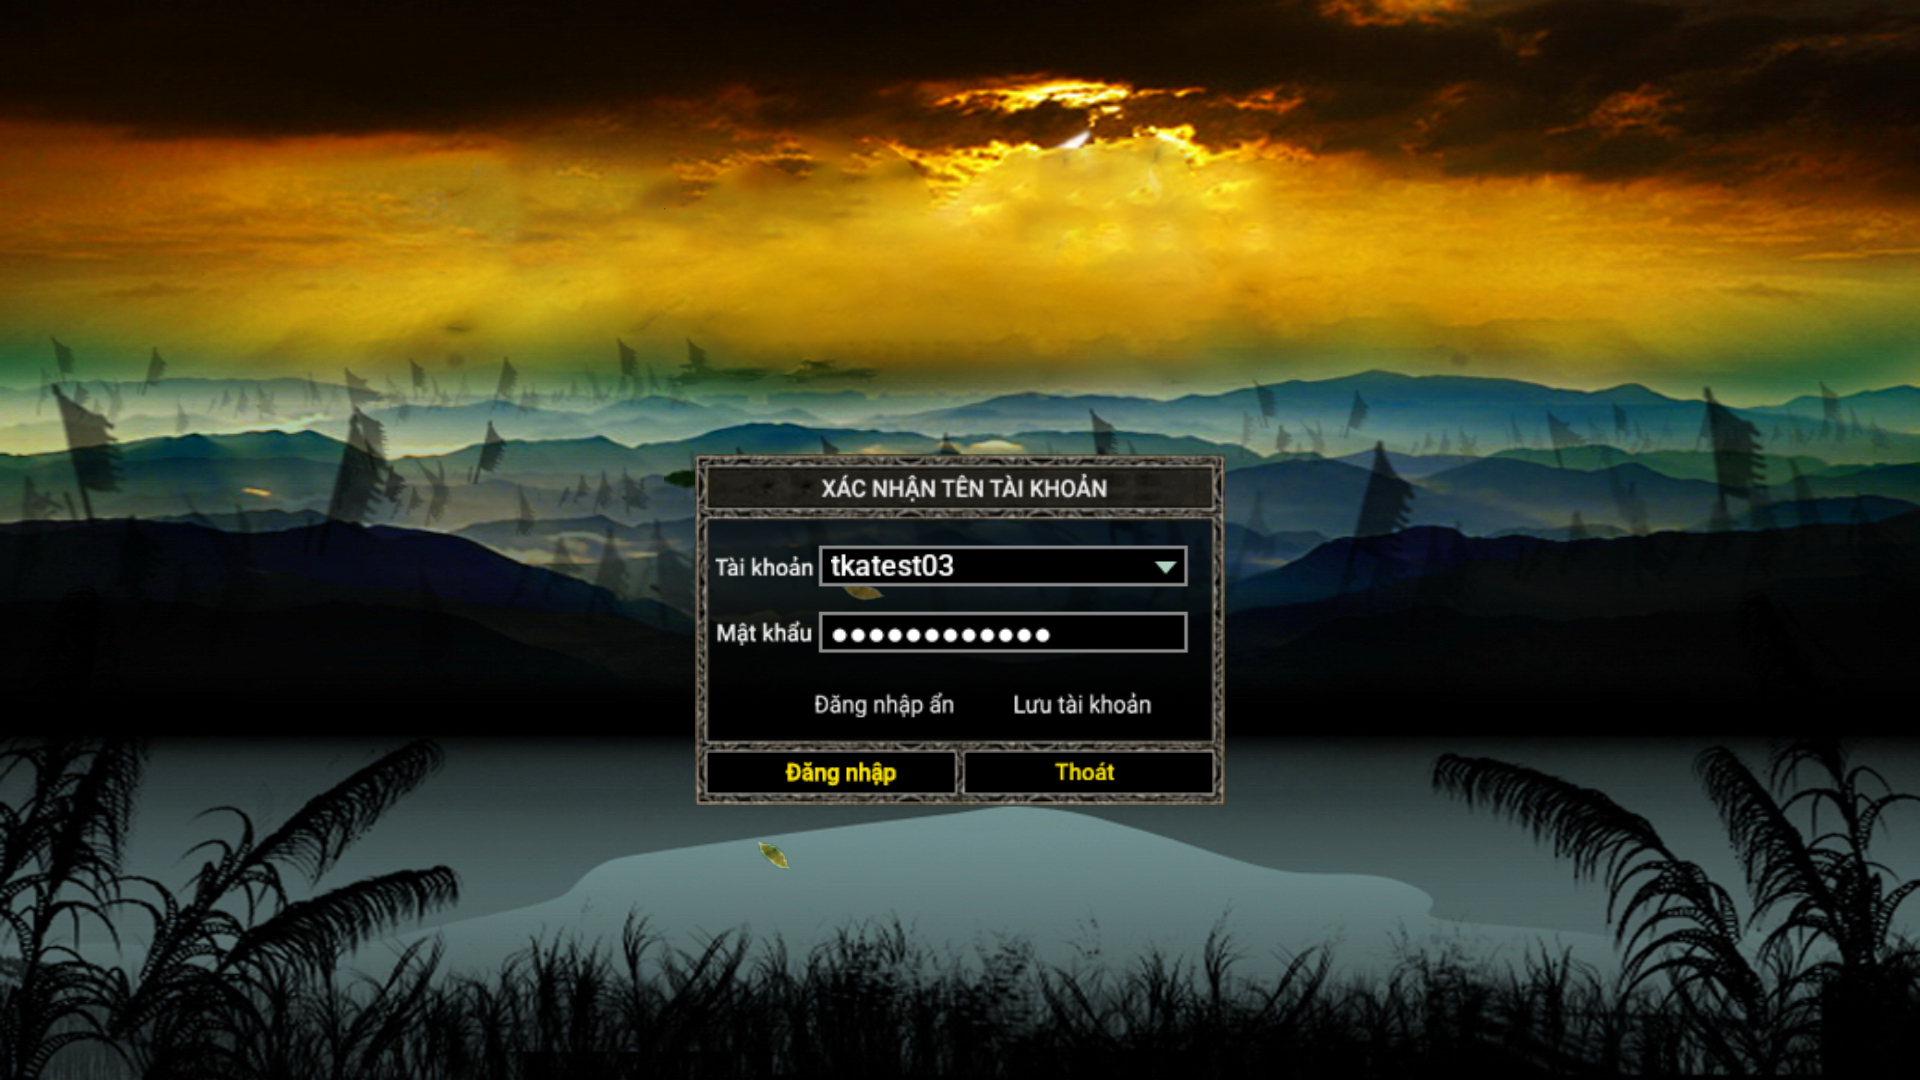 XÁC NHẬN TÊN TÀI KHOẢN
Tài khoản tkatest03
Mật khẩu ●●●●●●●●●●●●
Đăng nhập ẩn Lưu tài khoản
Đăng nhập Thoát